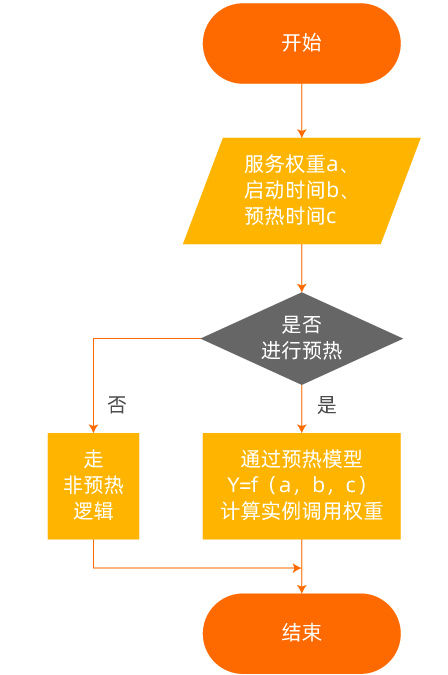 开始
服务权重a、
启动时间b、
预热时间c
是否
进行预热
否
是
走
非预热
逻辑
通过预热模型
Y=f（a，b，c）
计算实例调用权重
结束